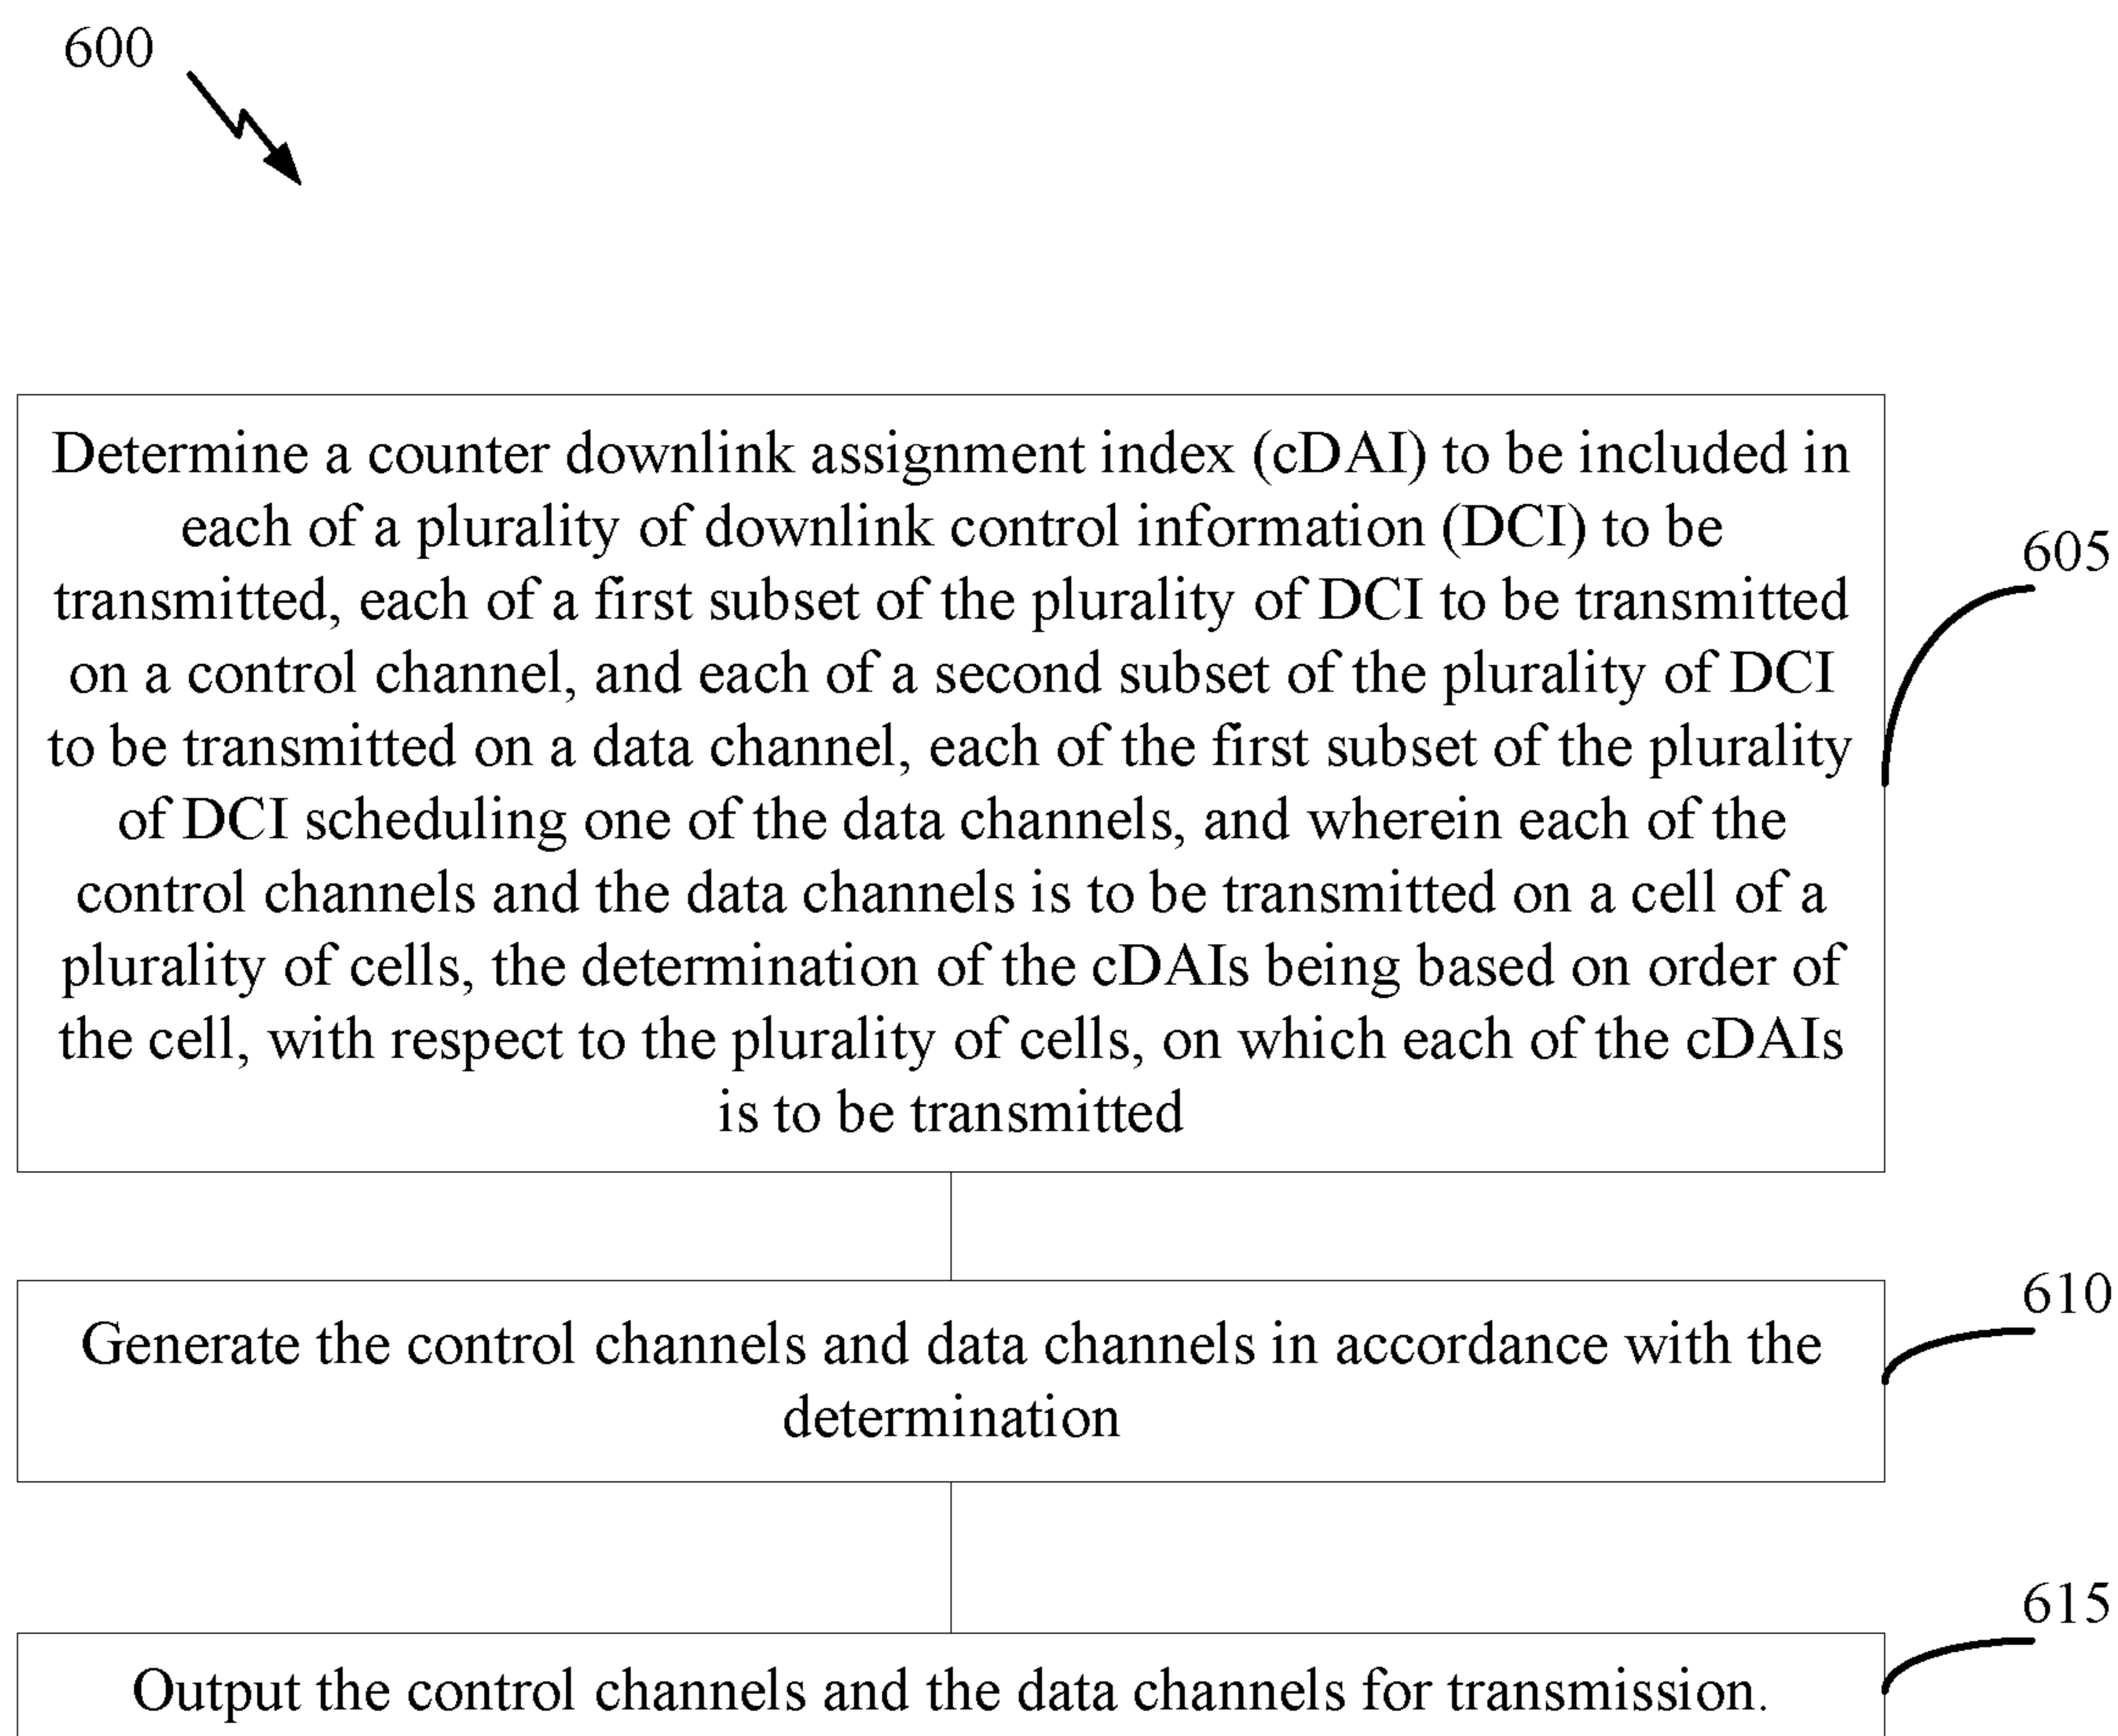 600
Determine a counter downlink assignment index (cDAI) to be included in
each of a plurality of downlink control information (DCI) to be
transmitted, each of a first subset of the plurality of DCI to be transmitted
on a control channel, and each of a second subset of the plurality of DCI
to be transmitted on a data channel, each of the first subset of the plurality
of DCI scheduling one of the data channels, and wherein each of the
control channels and the data channels is to be transmitted on a cell of a
plurality of cells, the determination of the cDAIs being based on order of
the cell, with respect to the plurality of cells, on which each of the cDAIs
is to be transmitted
605
Generate the control channels and data channels in accordance with the
determination
610
Output the control channels and the data channels for transmission.
615